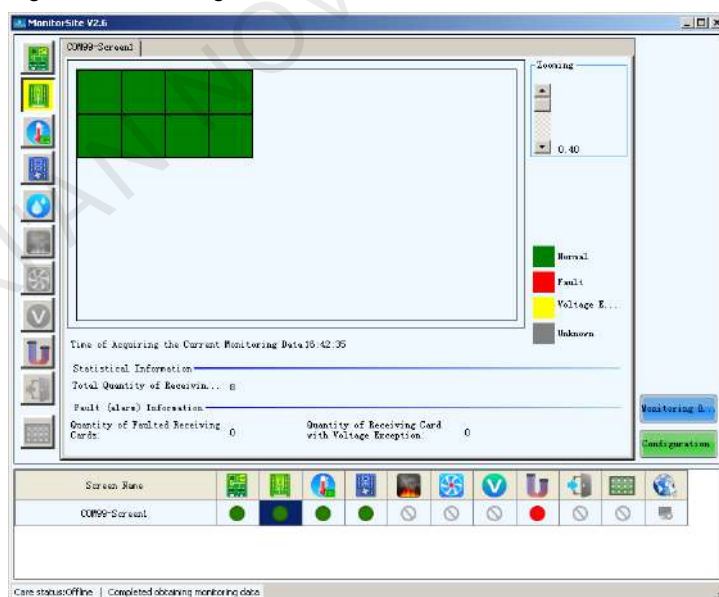 MonitorSite V2.6
COM99-Screen1
Zooming
0.40
Normal
Fault
Voltage E...
Unknown
Time of Acquiring the Current Monitoring Data 16:42:35
Statistical Information
Total Quantity of Receivin... 8
Fault (alarm) Information
Quantity of Faulted Receiving Cards: 0
Quantity of Receiving Card with Voltage Exception: 0
Monitoring D...
Configuration
Screen Name
COM99-Screen1
Care status:Offline | Completed obtaining monitoring data